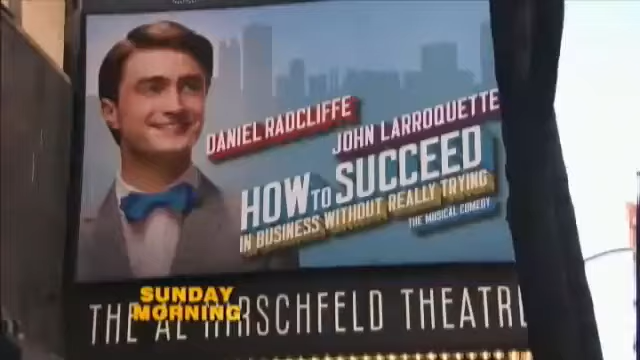 DANIEL RADCLIFFE
JOHN LARROQUETTE
HOW TO SUCCEED
IN BUSINESS WITHOUT REALLY TRYING
THE MUSICAL COMEDY
SUNDAY
MORNING
THE AL HIRSCHFELD THEATR